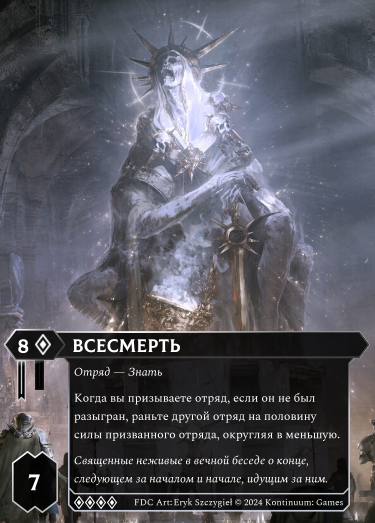 8
ВСЕСМЕРТЬ
Отряд — Знать
Когда вы призываете отряд, если он не был
разыгран, раньте другой отряд на половину
силы призванного отряда, округляя в меньшую.
Священные неживые в вечной беседе о конце,
следующем за началом и начале, идущим за ним.
7
FDC Art: Eryk Szczygieł © 2024 Kontinuum: Games